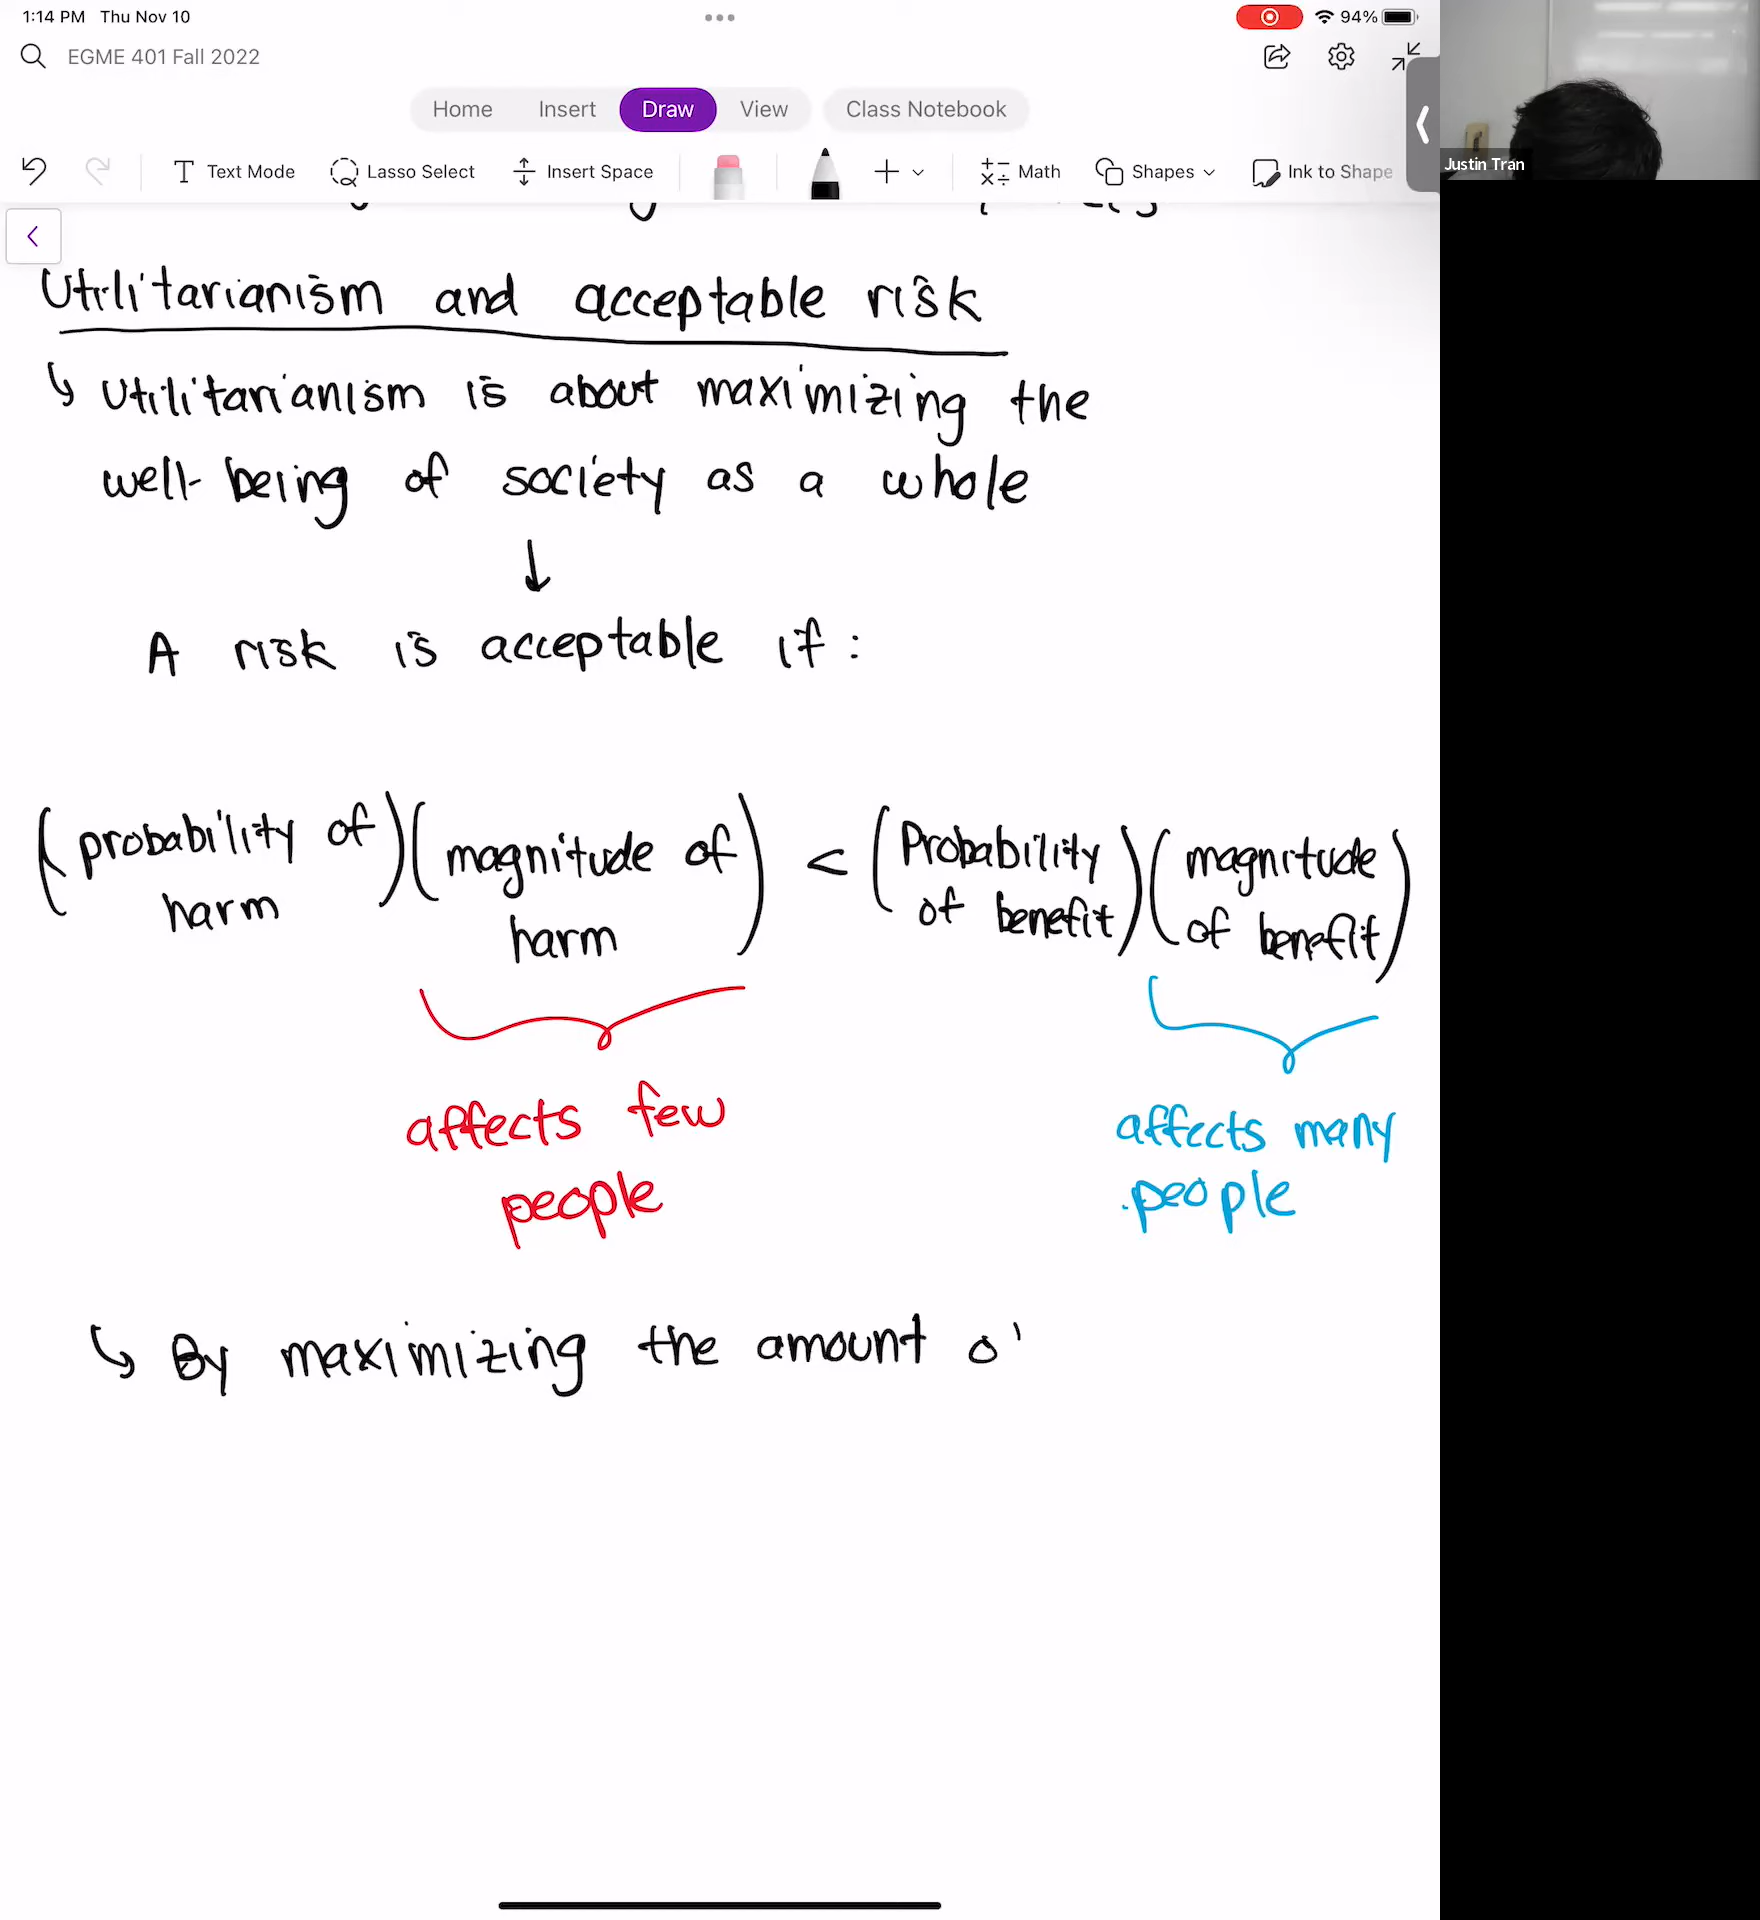 1:14 PM Thu Nov 10
94%
EGME 401 Fall 2022
Home Insert Draw View Class Notebook
Text Mode Lasso Select Insert Space Math Shapes Ink to Shape
Justin Tran
Utilitarianism and acceptable risk
↳ Utilitarianism is about maximizing the
well-being of society as a whole
↓
A risk is acceptable if:
(probability of harm)(magnitude of harm) < (Probability of benefit)(magnitude of benefit)
affects few
people
affects many
people
↳ By maximizing the amount